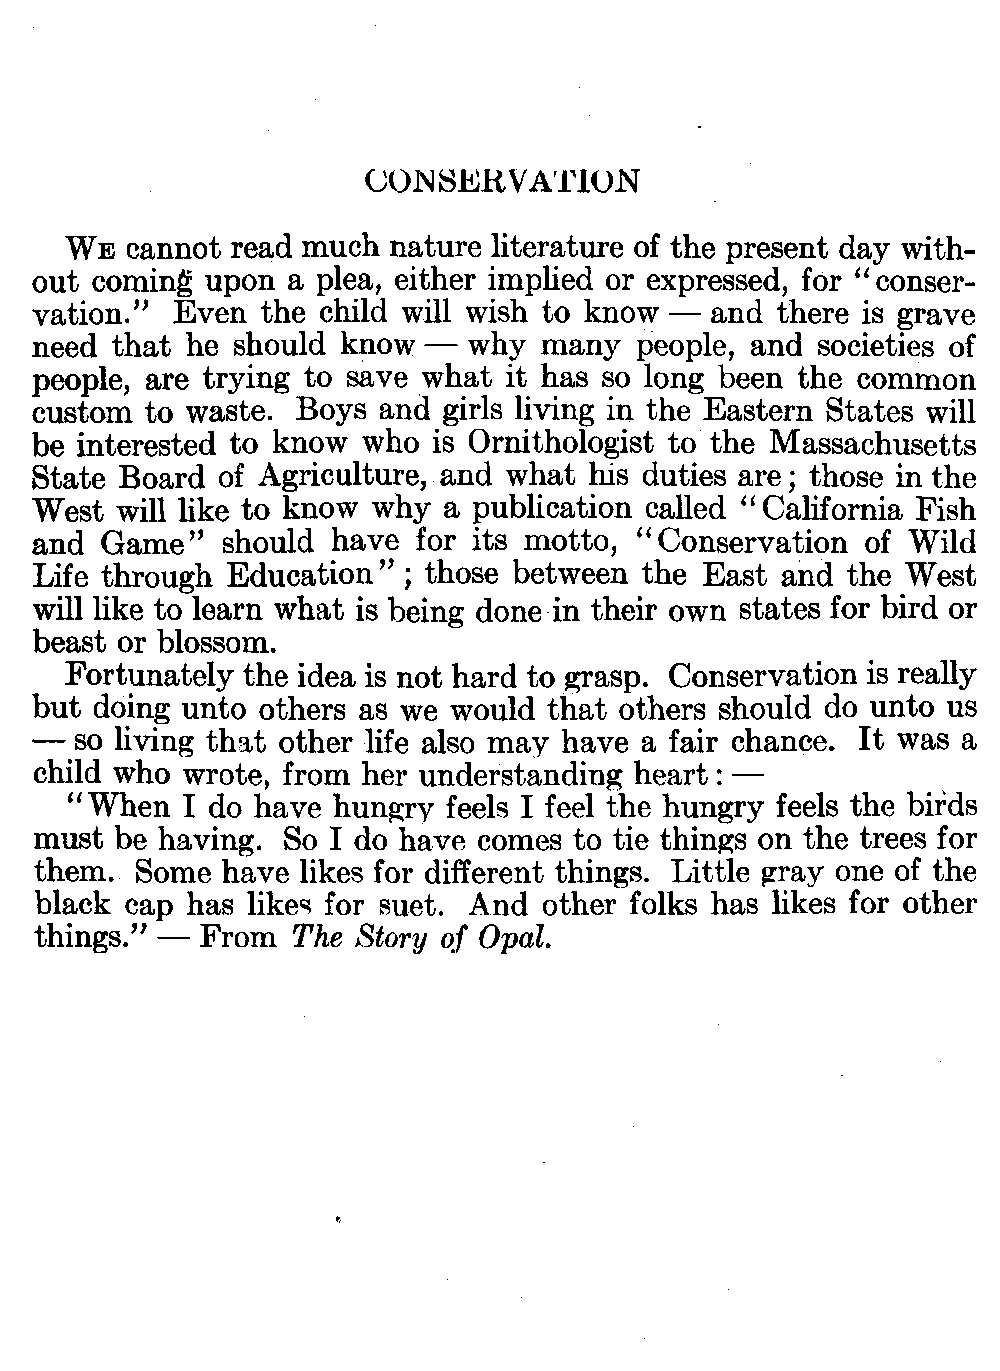 CONSERVATION
WE cannot read much nature literature of the present day with-
out coming upon a plea, either implied or expressed, for "conser-
vation." Even the child will wish to know — and there is grave
need that he should know — why many people, and societies of
people, are trying to save what it has so long been the common
custom to waste. Boys and girls living in the Eastern States will
be interested to know who is Ornithologist to the Massachusetts
State Board of Agriculture, and what his duties are; those in the
West will like to know why a publication called "California Fish
and Game" should have for its motto, "Conservation of Wild
Life through Education"; those between the East and the West
will like to learn what is being done in their own states for bird or
beast or blossom.
Fortunately the idea is not hard to grasp. Conservation is really
but doing unto others as we would that others should do unto us
— so living that other life also may have a fair chance. It was a
child who wrote, from her understanding heart: —
"When I do have hungry feels I feel the hungry feels the birds
must be having. So I do have comes to tie things on the trees for
them. Some have likes for different things. Little gray one of the
black cap has likes for suet. And other folks has likes for other
things." — From The Story of Opal.